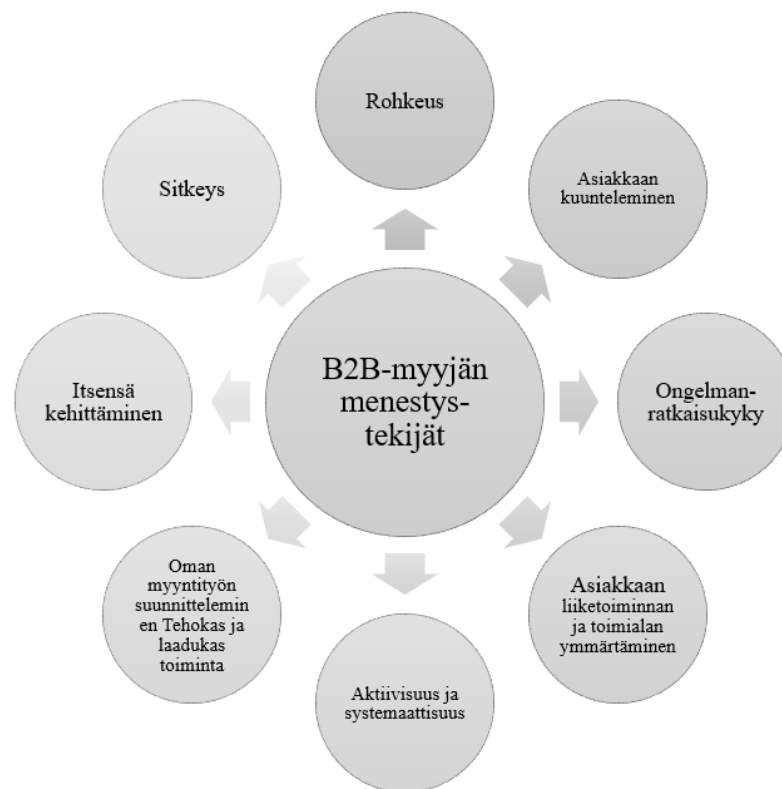 Rohkeus
Asiakkaan
kuunteleminen
Ongelman-
ratkaisukyky
Asiakkaan
liiketoiminnan
ja toimialan
ymmärtäminen
Aktiivisuus ja
systemaattisuus
Oman
myyntityön
suunnittelemin
en Tehokas ja
laadukas
toiminta
Itsensä
kehittäminen
Sitkeys
B2B-myyjän
menestys-
tekijät